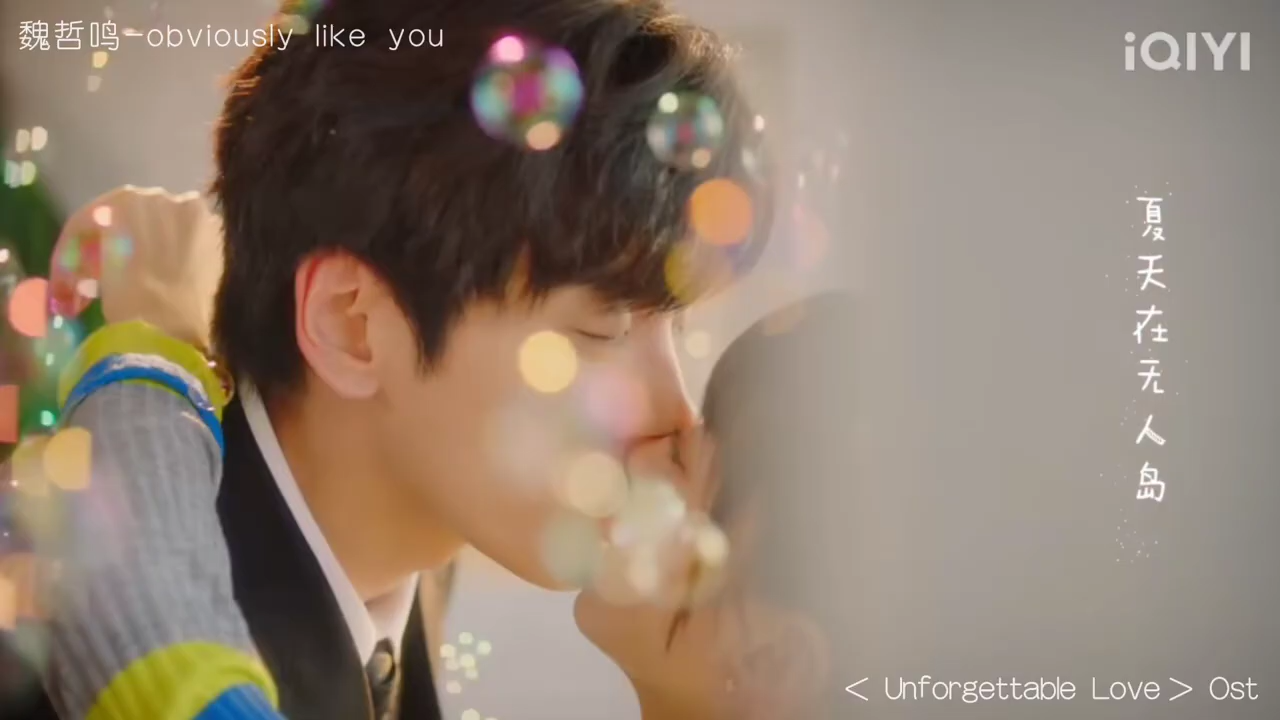 魏哲鸣-obviously like you
iQIYI
夏天在无人岛
< Unforgettable Love > Ost